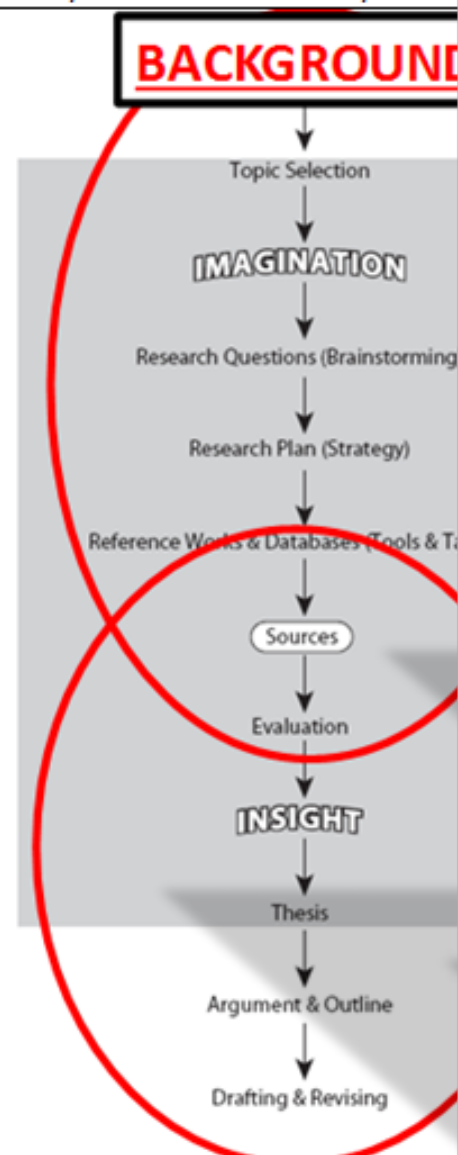 BACKGROUND
Topic Selection
IMAGINATION
Research Questions (Brainstorming
Research Plan (Strategy)
Reference Works & Databases (Tools & Ta
Sources
Evaluation
INSIGHT
Thesis
Argument & Outline
Drafting & Revising